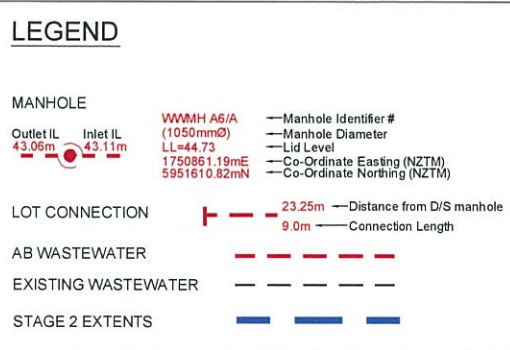 LEGEND
MANHOLE
Outlet IL Inlet IL
43.06m 43.11m
WWMH A6/A Manhole Identifier #
(1050mmØ) Manhole Diameter
LL=44.73 Lid Level
1750861.19mE Co-Ordinate Easting (NZTM)
5951610.82mN Co-Ordinate Northing (NZTM)
LOT CONNECTION
23.25m Distance from D/S manhole
9.0m Connection Length
AB WASTEWATER
EXISTING WASTEWATER
STAGE 2 EXTENTS